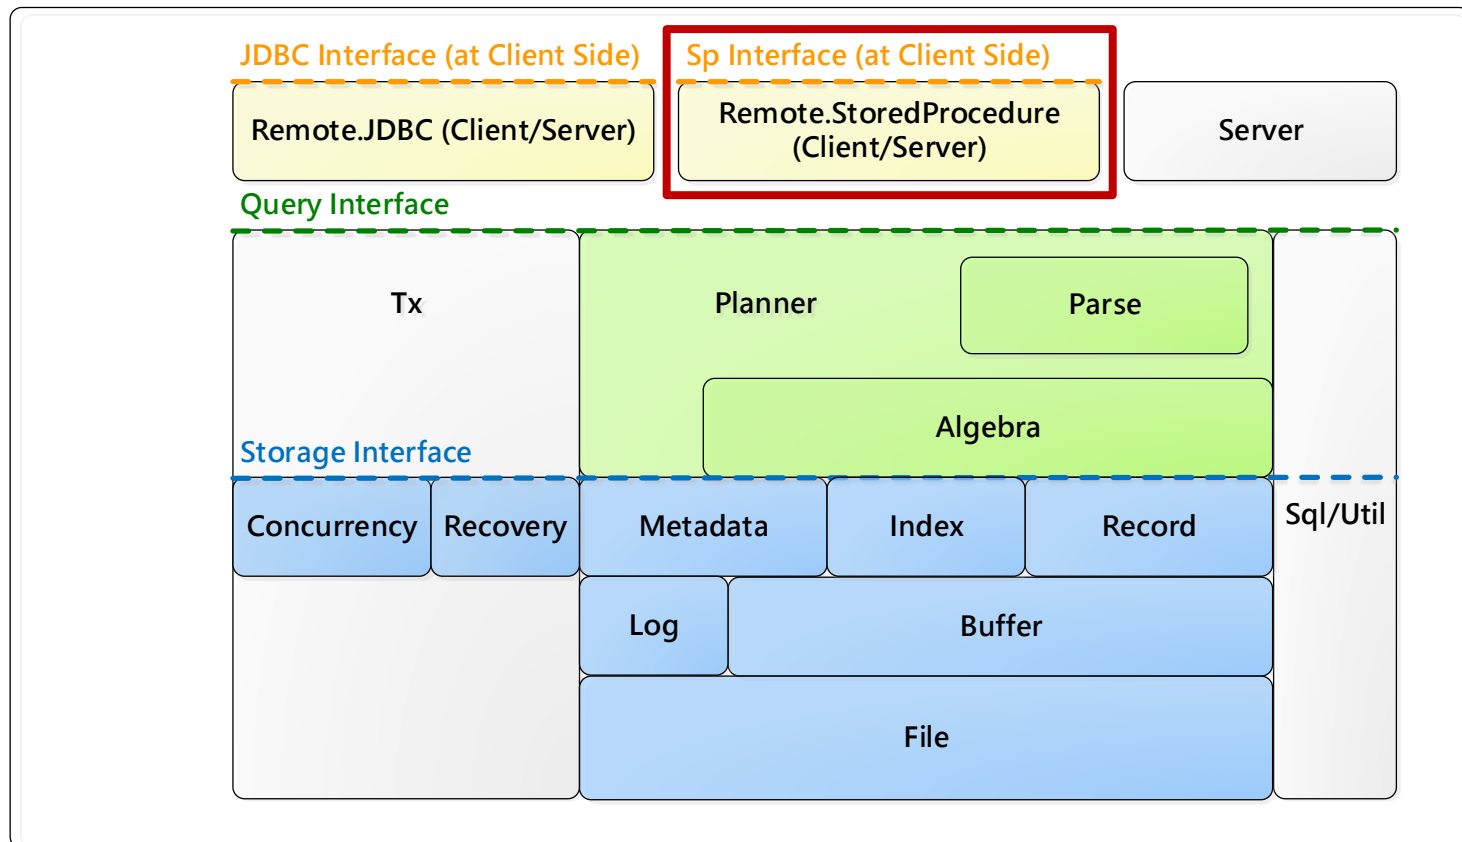 JDBC Interface (at Client Side)
Sp Interface (at Client Side)
Remote.JDBC (Client/Server)
Remote.StoredProcedure
(Client/Server)
Server
Query Interface
Tx
Planner
Parse
Algebra
Storage Interface
Concurrency
Recovery
Metadata
Index
Record
Sql/Util
Log
Buffer
File